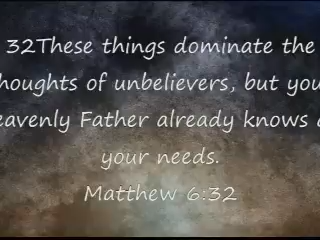 32These things dominate the
houghts of unbelievers, but you
eavenly Father already knows a
your needs.
Matthew 6:32